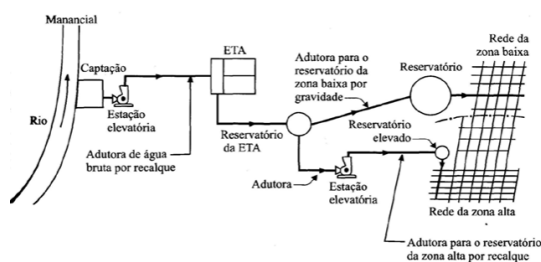 Manancial
Rio
Captação
Estação
elevatória
Adutora de água
bruta por recalque
ETA
Reservatório
da ETA
Adutora para o
reservatório da
zona baixa por
gravidade
Reservatório
Rede da
zona baixa
Reservatório
elevado
Adutora
Estação
elevatória
Rede da zona alta
Adutora para o reservatório
da zona alta por recalque